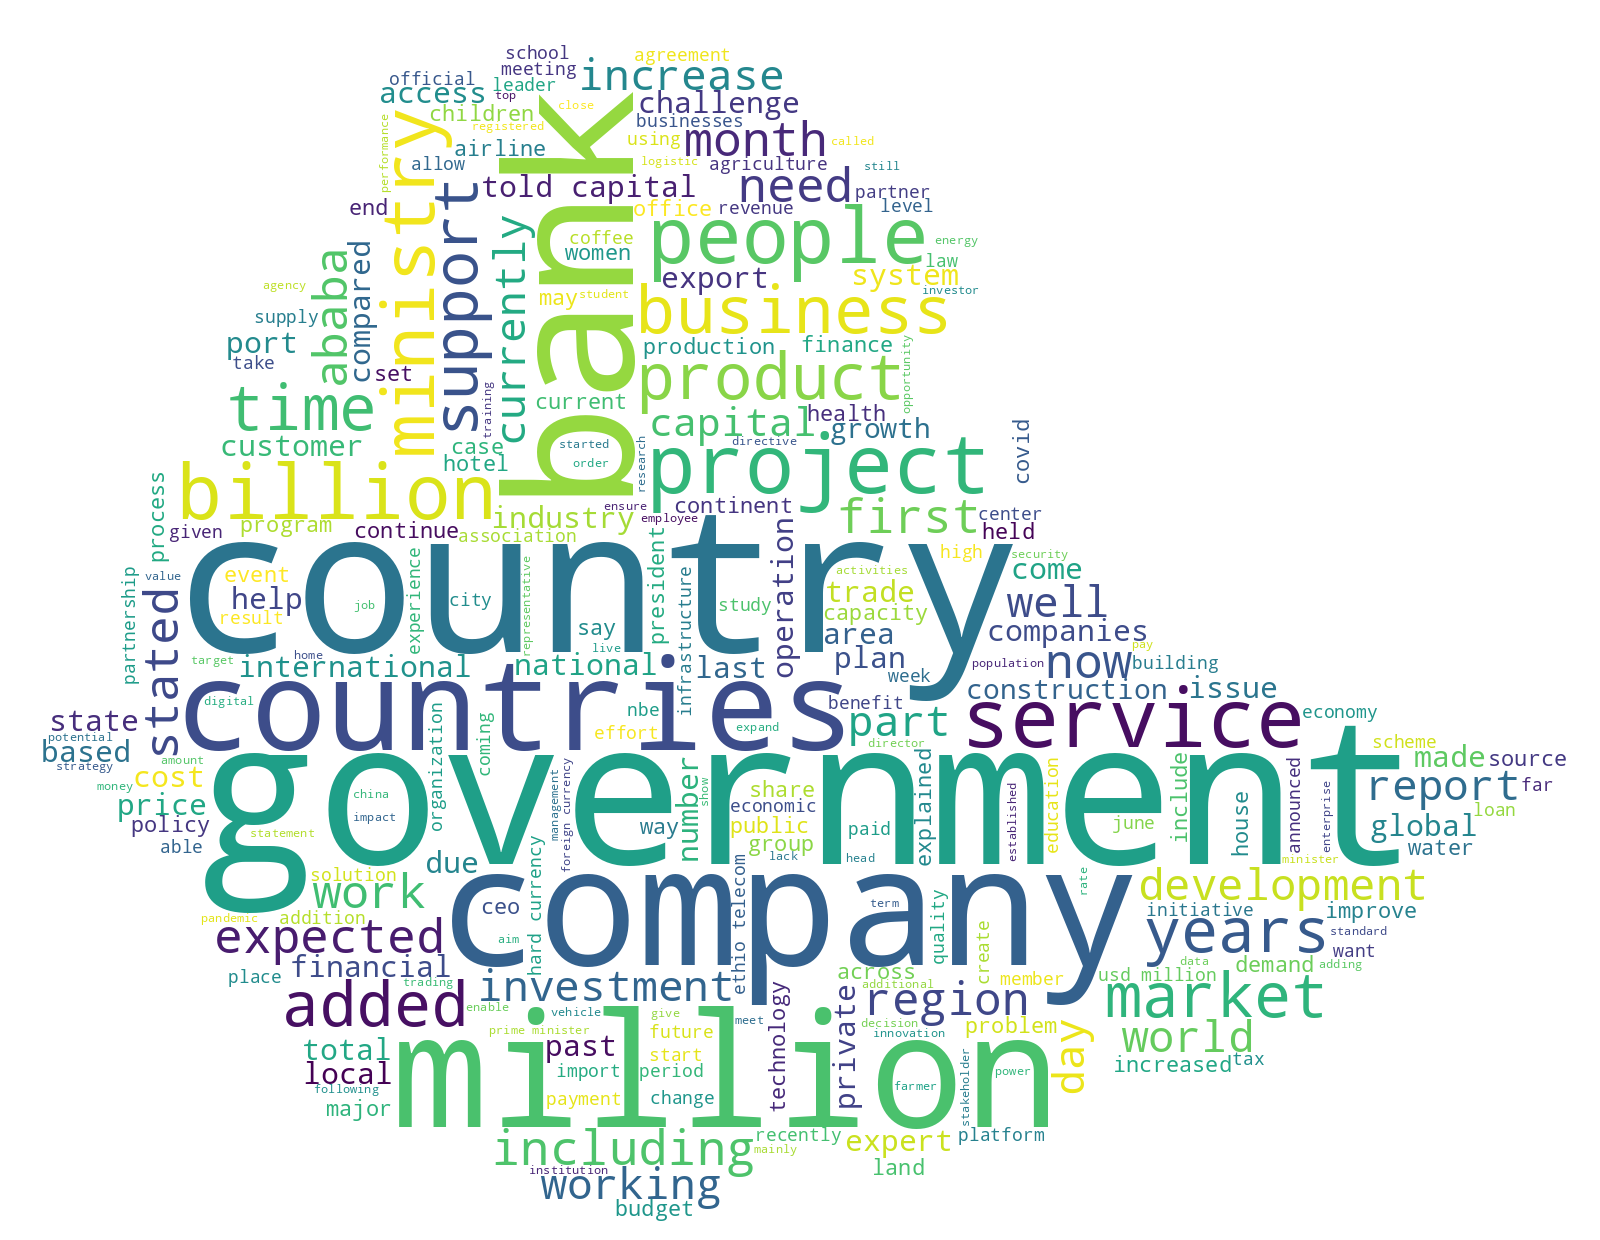 school
agreement
meeting
increase
official
leader
access
top
close
challenge
children
businesses
registered
bank
ministry
performance
airline
using
month
called
allow
logistic
agriculture
still
support
told capital
need
partner
end
office
revenue
level
people
currently
coffee
energy
women
law
compared
ababa
export
system
agency
may
student
business
investor
supply
port
production
finance
take
set
product
opportunity
training
time
current
capital
health
customer
case
started
directive
growth
covid
hotel
order
research
project
billion
process
ensure
continent
first
center
given
program
continue
industry
employee
held
association
country
high
security
partnership
value
event
experience
representative
president
activities
come
help
job
city
study
operation
trade
well
result
say
capacity
stated
live
area
companies
pay
target
home
international
national
infrastructure
last
plan
population
now
building
week
digital
countries
nbe
benefit
construction
issue
state
organization
coming
effort
expand
part
service
economy
potential
based
director
scheme
strategy
amount
government
made
source
money
cost
china
management
foreign currency
number
show
share
explained
established
education
include
announced
enterprise
report
far
price
impact
economic
loan
policy
statement
way
public
paid
june
house
global
able
group
water
due
lack
head
minister
solution
work
company
rate
development
pandemic
addition
ceo
hard currency
ethio telecom
term
quality
initiative
improve
expected
aim
years
standard
want
place
financial
across
create
member
usd million
data
demand
adding
trading
investment
additional
added
enable
vehicle
give
meet
technology
private
region
market
decision
prime minister
future
innovation
problem
day
world
total
past
start
million
tax
local
import
period
farmer
stakeholder
power
increased
following
major
payment
change
including
recently
expert
platform
mainly
institution
land
working
budget